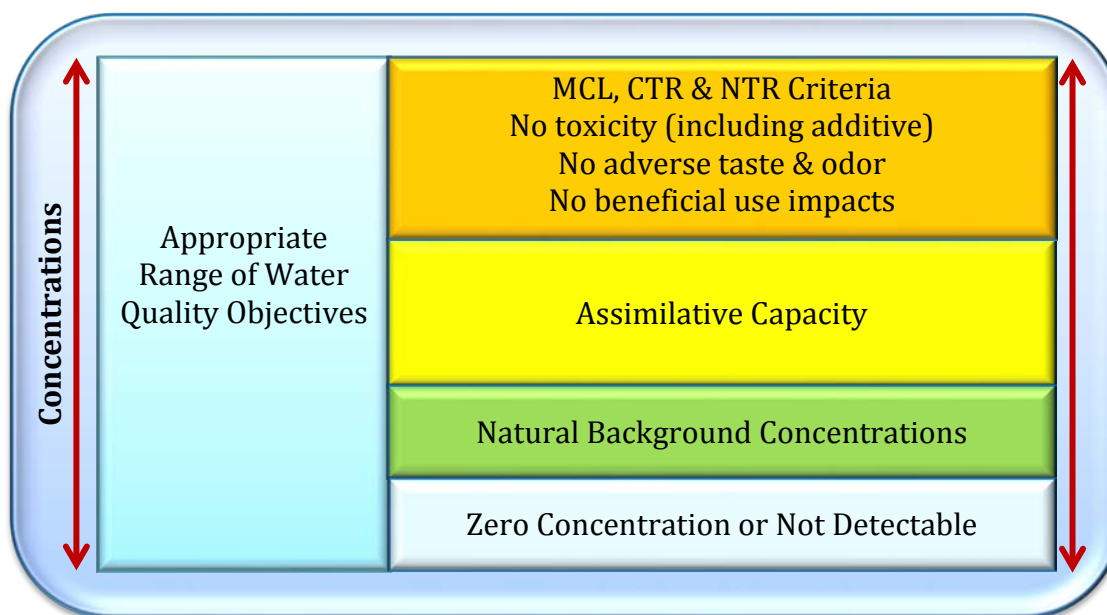 Concentrations
Appropriate
Range of Water
Quality Objectives
MCL, CTR & NTR Criteria
No toxicity (including additive)
No adverse taste & odor
No beneficial use impacts
Assimilative Capacity
Natural Background Concentrations
Zero Concentration or Not Detectable